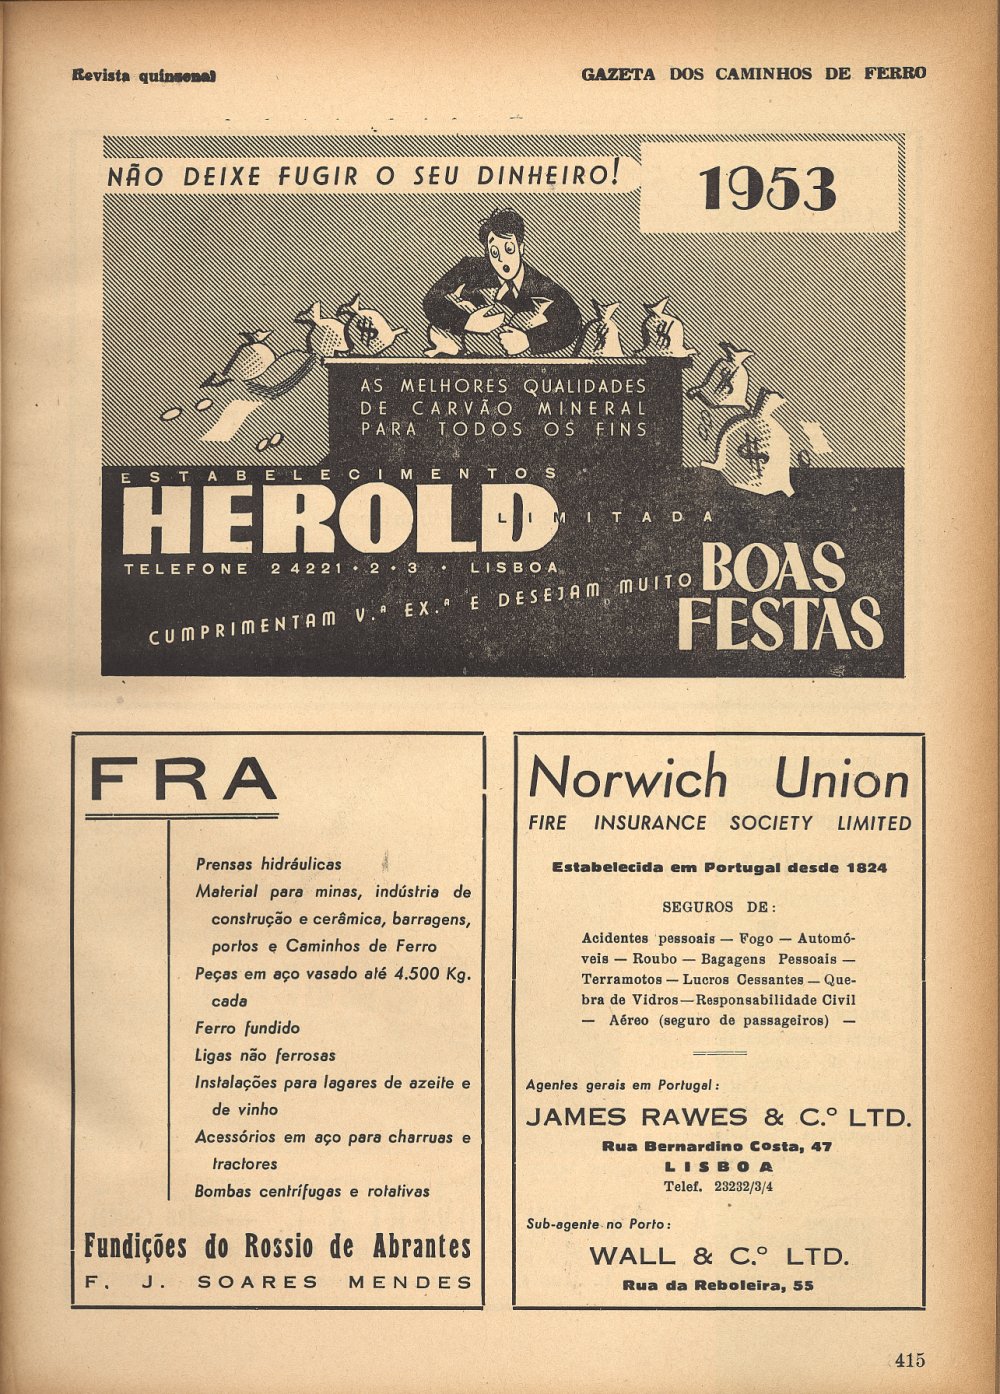 Revista quinsenal
GAZETA DOS CAMINHOS DE FERRO
NÃO DEIXE FUGIR O SEU DINHEIRO!
1953
$
$
$
$
$
AS MELHORES QUALIDADES
DE CARVÃO MINERAL
PARA TODOS OS FINS
ESTABELECIMENTOS
HEROLD
LIMITADA
TELEFONE 24221·2·3 · LISBOA
CUMPRIMENTAM V.ª EX.ª E DESEJAM MUITO
BOAS
FESTAS
FRA
Prensas hidráulicas
Material para minas, indústria de
construção e cerâmica, barragens,
portos e Caminhos de Ferro
Peças em aço vasado até 4.500 Kg.
cada
Ferro fundido
Ligas não ferrosas
Instalações para lagares de azeite e
de vinho
Acessórios em aço para charruas e
tractores
Bombas centrífugas e rotativas
Fundições do Rossio de Abrantes
F. J. SOARES MENDES
Norwich Union
FIRE INSURANCE SOCIETY LIMITED
Estabelecida em Portugal desde 1824
SEGUROS DE:
Acidentes pessoais — Fogo — Automó-
veis — Roubo — Bagagens Pessoais —
Terramotos — Lucros Cessantes — Que-
bra de Vidros — Responsabilidade Civil
— Aéreo (seguro de passageiros) —
Agentes gerais em Portugal:
JAMES RAWES & C.º LTD.
Rua Bernardino Costa, 47
LISBOA
Telef. 23232/3/4
Sub-agente no Porto:
WALL & C.º LTD.
Rua da Reboleira, 55
415